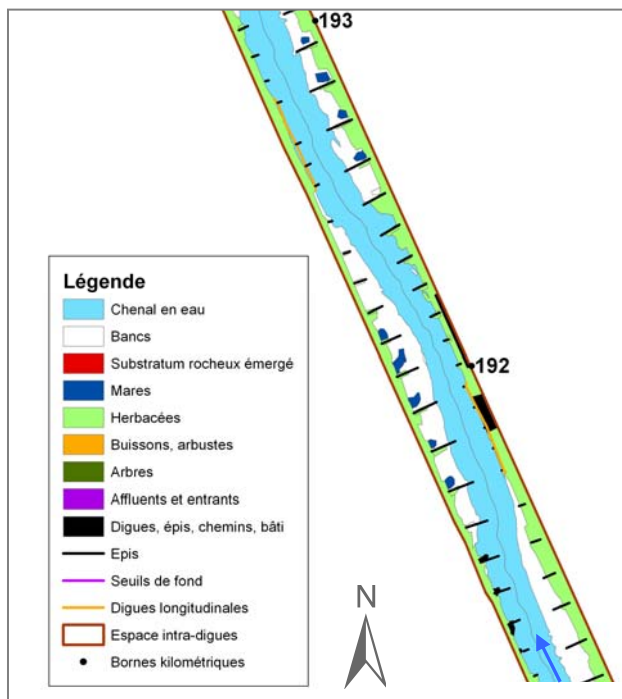 193
192
Légende
Chenal en eau
Bancs
Substratum rocheux émergé
Mares
Herbacées
Buissons, arbustes
Arbres
Affluents et entrants
Digues, épis, chemins, bâti
Epis
Seuils de fond
Digues longitudinales
Espace intra-digues
Bornes kilométriques
N